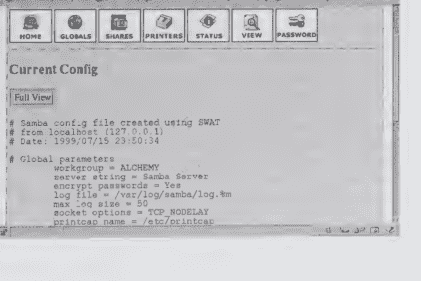 HOME GLOBALS SHARES PRINTERS STATUS VIEW PASSWORD
Current Config
Full View
# Samba config file created using SWAT
# from localhost (127.0.0.1)
# Date: 1999/07/15 23:50:34
# Global parameters
workgroup = ALCHEMY
server string = Samba Server
encrypt passwords = Yes
log file = /var/log/samba/log.%m
max log size = 50
socket options = TCP_NODELAY
printcap name = /etc/printcap